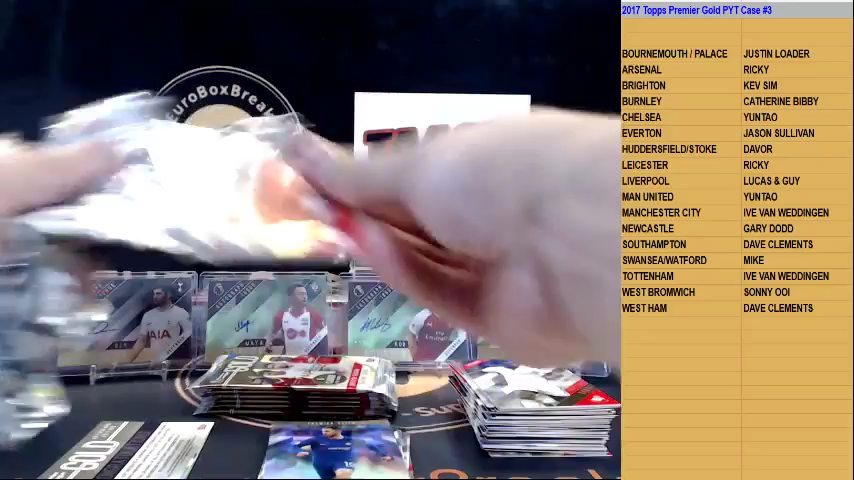 2017 Topps Premier Gold PYT Case #3
BOURNEMOUTH / PALACE JUSTIN LOADER
ARSENAL RICKY
BRIGHTON KEV SIM
BURNLEY CATHERINE BIBBY
CHELSEA YUNTAO
EVERTON JASON SULLIVAN
HUDDERSFIELD/STOKE DAVOR
LEICESTER RICKY
LIVERPOOL LUCAS & GUY
MAN UNITED YUNTAO
MANCHESTER CITY IVE VAN WEDDINGEN
NEWCASTLE GARY DODD
SOUTHAMPTON DAVE CLEMENTS
SWANSEA/WATFORD MIKE
TOTTENHAM IVE VAN WEDDINGEN
WEST BROMWICH SONNY OOI
WEST HAM DAVE CLEMENTS
uroBoxBreak
GOLD
GOLD